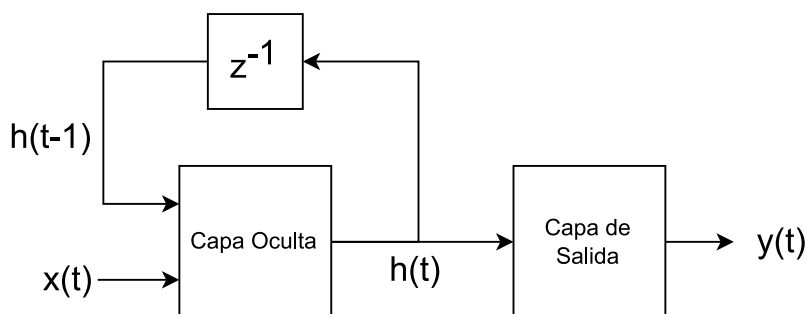 z⁻¹
h(t-1)
Capa Oculta
Capa de
Salida
x(t)
h(t)
y(t)